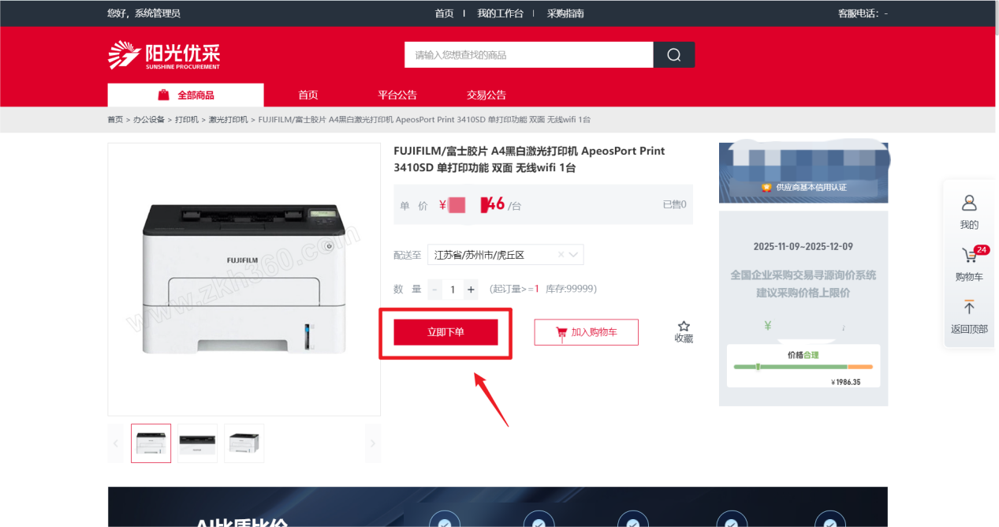 您好，系统管理员
首页 | 我的工作台 | 采购指南
客服电话：-
阳光优采
SUNSHINE PROCUREMENT
请输入您想查找的商品
全部商品
首页
平台公告
交易公告
首页 > 办公设备 > 打印机 > 激光打印机 > FUJIFILM/富士胶片 A4黑白激光打印机 ApeosPort Print 3410SD 单打印功能 双面 无线wifi 1台
FUJIFILM
www.zkh360.com
FUJIFILM/富士胶片 A4黑白激光打印机 ApeosPort Print
3410SD 单打印功能 双面 无线wifi 1台
单 价 ¥ 46 /台
已售0
配送至 江苏省/苏州市/虎丘区
数 量 - 1 + (起订量>=1 库存:99999)
立即下单
加入购物车
收藏
供应商基本信用认证
2025-11-09~2025-12-09
全国企业采购交易寻源询价系统
建议采购价格上限价
¥
价格合理
¥1986.35
我的
24
购物车
返回顶部
AI比质比价